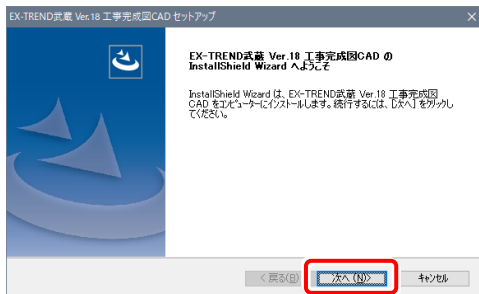 EX-TREND武蔵 Ver.18 工事完成図CAD セットアップ
EX-TREND武蔵 Ver.18 工事完成図CAD の
InstallShield Wizard へようこそ
InstallShield Wizard は、EX-TREND武蔵 Ver.18 工事完成図
CAD をコンピューターにインストールします。続行するには、[次へ] をクリックし
てください。
< 戻る(B)
次へ(N)>
キャンセル